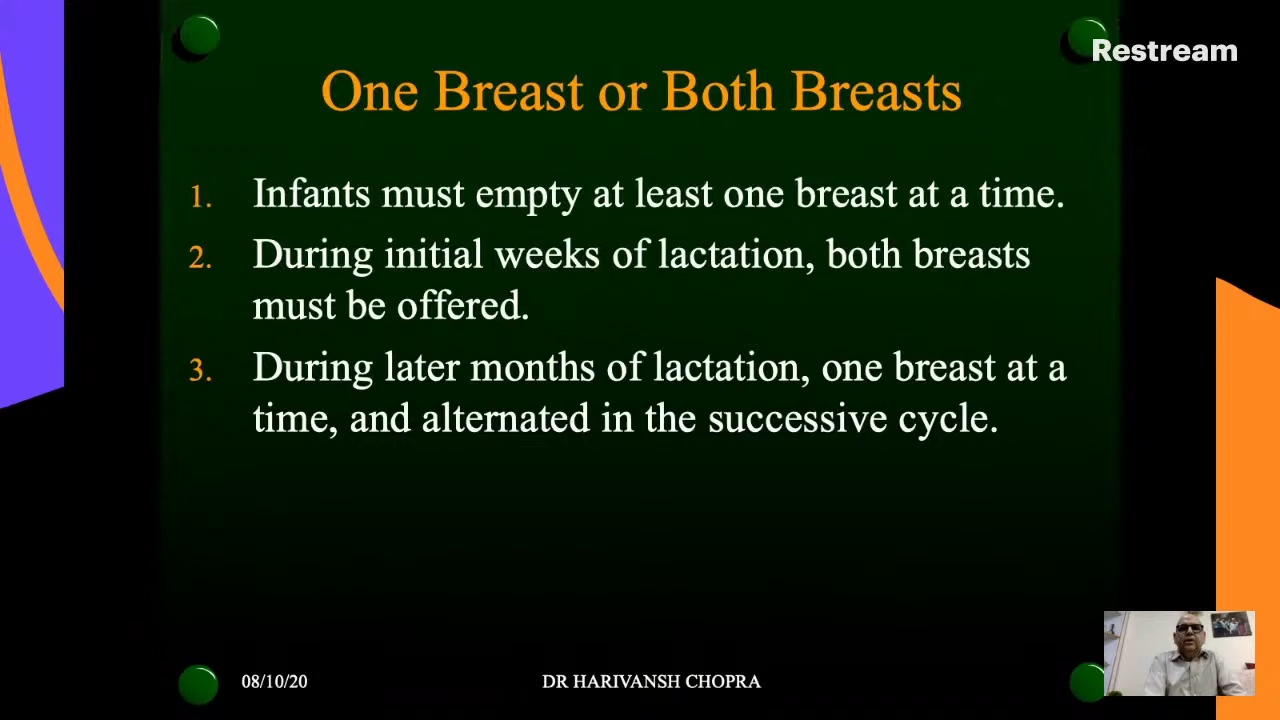 Restream
One Breast or Both Breasts
1. Infants must empty at least one breast at a time.
2. During initial weeks of lactation, both breasts
must be offered.
3. During later months of lactation, one breast at a
time, and alternated in the successive cycle.
08/10/20
DR HARIVANSH CHOPRA